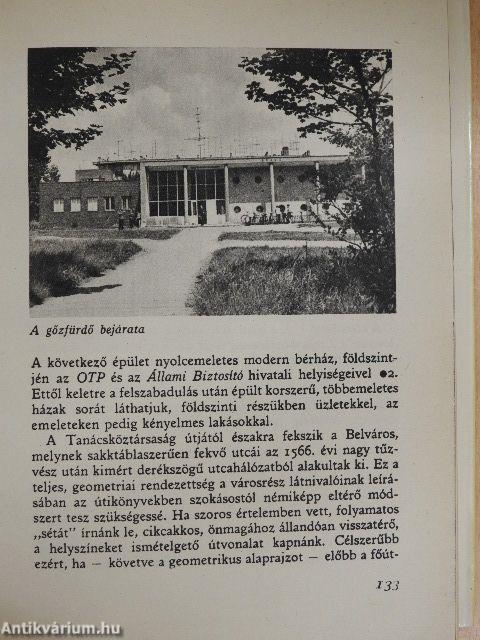 A gőzfürdő bejárata
A következő épület nyolcemeletes modern bérház, földszint-
jén az OTP és az Állami Biztosító hivatali helyiségeivel ●2.
Ettől keletre a felszabadulás után épült korszerű, többemeletes
házak sorát láthatjuk, földszinti részükben üzletekkel, az
emeleteken pedig kényelmes lakásokkal.
A Tanácsköztársaság útjától északra fekszik a Belváros,
melynek sakktáblaszerűen fekvő utcái az 1566. évi nagy tűz-
vész után kimért derékszögű utcahálózatból alakultak ki. Ez a
teljes, geometriai rendezettség a városrész látnivalóinak leírá-
sában az útikönyvekben szokásostól némiképp eltérő mód-
szert tesz szükségessé. Ha szoros értelemben vett, folyamatos
„sétát" írnánk le, cikcakkos, önmagához állandóan visszatérő,
a helyszíneket ismételgető útvonalat kapnánk. Célszerűbb
ezért, ha — követve a geometrikus alaprajzot — előbb a főút-
133
Antikvárium.hu